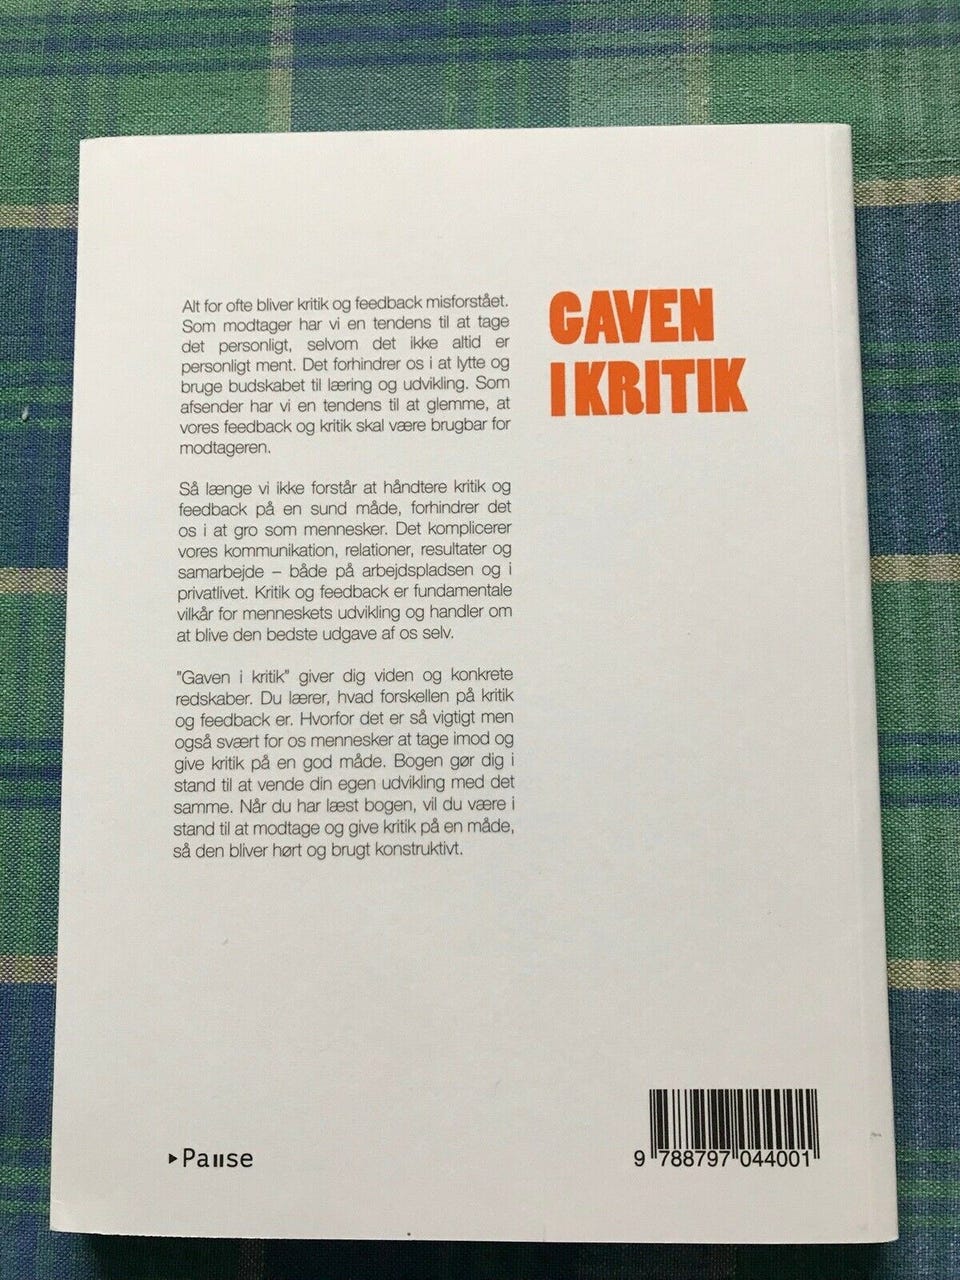 Alt for ofte bliver kritik og feedback misforstået.
Som modtager har vi en tendens til at tage
det personligt, selvom det ikke altid er
personligt ment. Det forhindrer os i at lytte og
bruge budskabet til læring og udvikling. Som
afsender har vi en tendens til at glemme, at
vores feedback og kritik skal være brugbar for
modtageren.
Så længe vi ikke forstår at håndtere kritik og
feedback på en sund måde, forhindrer det
os i at gro som mennesker. Det komplicerer
vores kommunikation, relationer, resultater og
samarbejde – både på arbejdspladsen og i
privatlivet. Kritik og feedback er fundamentale
vilkår for menneskets udvikling og handler om
at blive den bedste udgave af os selv.
"Gaven i kritik" giver dig viden og konkrete
redskaber. Du lærer, hvad forskellen på kritik
og feedback er. Hvorfor det er så vigtigt men
også svært for os mennesker at tage imod og
give kritik på en god måde. Bogen gør dig i
stand til at vende din egen udvikling med det
samme. Når du har læst bogen, vil du være i
stand til at modtage og give kritik på en måde,
så den bliver hørt og brugt konstruktivt.
GAVEN
I KRITIK
Pause
9 788797 044001